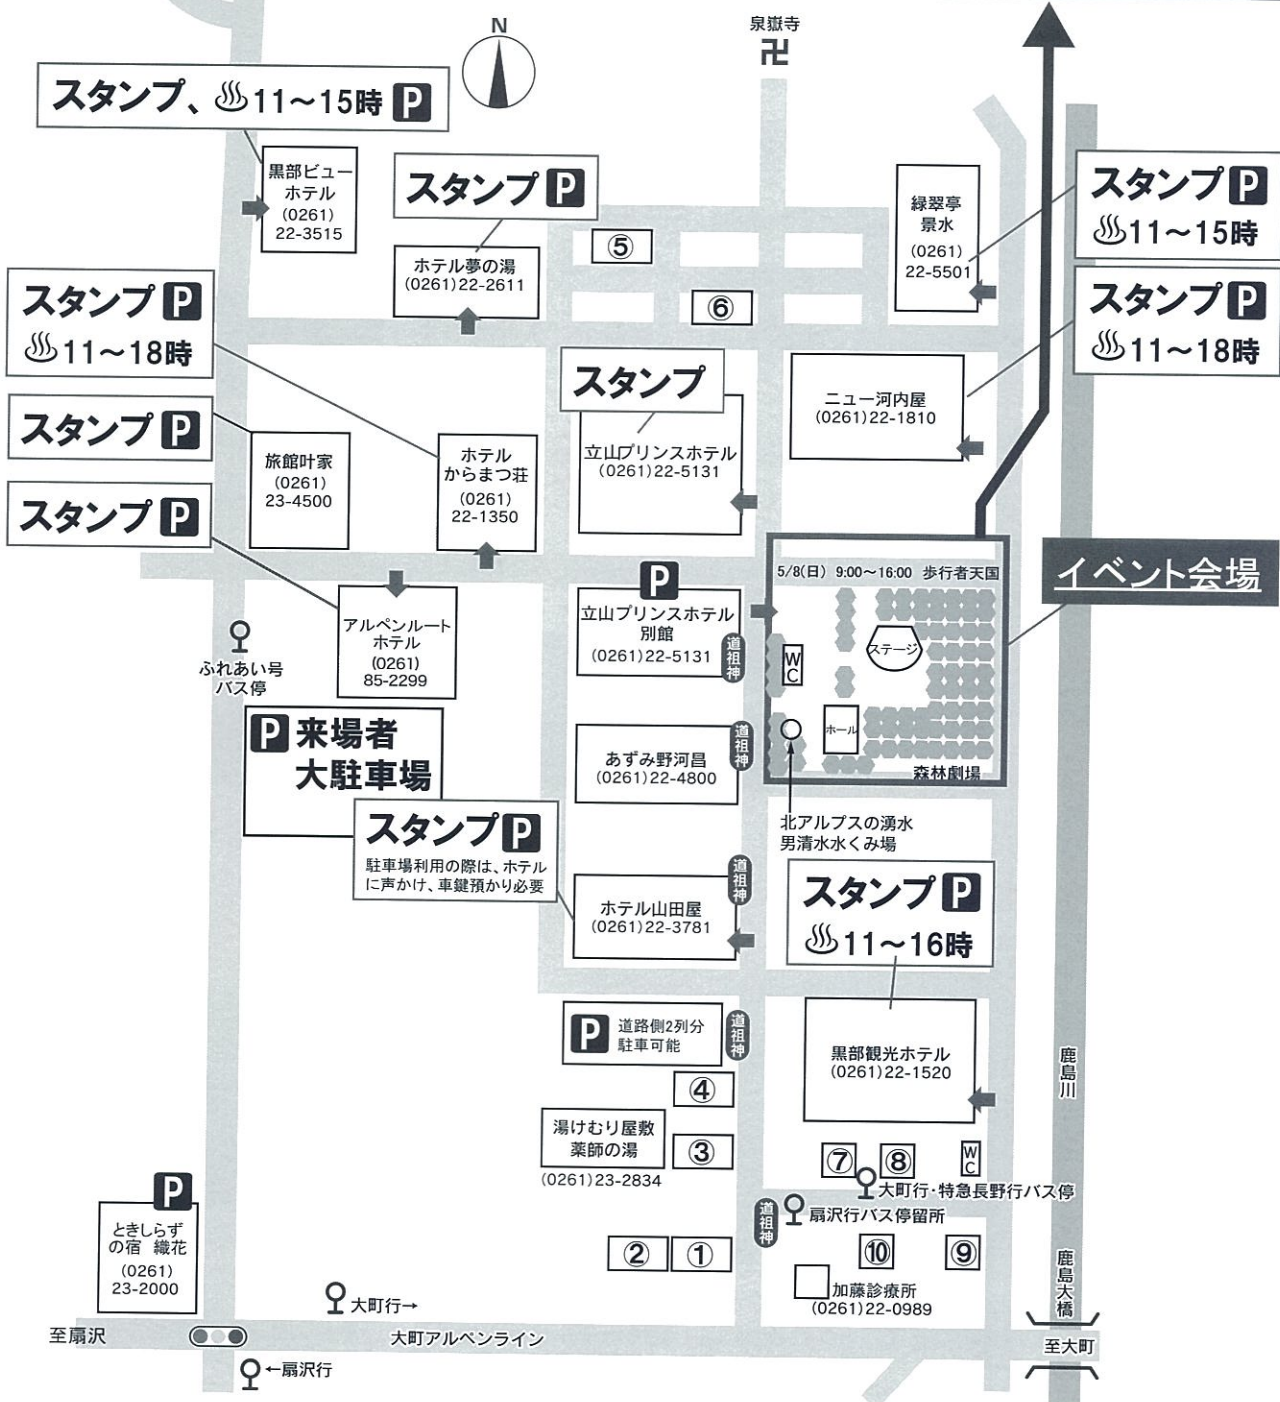 N
泉嶽寺
卍
スタンプ、♨11〜15時 P
黒部ビュー
ホテル
(0261)
22-3515
スタンプ P
ホテル夢の湯
(0261)22-2611
⑤
⑥
緑翠亭
景水
(0261)
22-5501
スタンプ P
♨11〜15時
スタンプ P
♨11〜18時
スタンプ P
♨11〜18時
スタンプ P
スタンプ P
旅館叶家
(0261)
23-4500
ホテル
からまつ荘
(0261)
22-1350
スタンプ
立山プリンスホテル
(0261)22-5131
ニュー河内屋
(0261)22-1810
イベント会場
5/8(日) 9:00〜16:00 歩行者天国
ステージ
WC
ホール
森林劇場
P
立山プリンスホテル
別館
(0261)22-5131
道祖神
アルペンルート
ホテル
(0261)
85-2299
ふれあい号
バス停
P 来場者
大駐車場
あずみ野河昌
(0261)22-4800
道祖神
北アルプスの湧水
男清水水くみ場
スタンプ P
駐車場利用の際は、ホテル
に声かけ、車鍵預かり必要
ホテル山田屋
(0261)22-3781
道祖神
スタンプ P
♨11〜16時
黒部観光ホテル
(0261)22-1520
P 道路側2列分
駐車可能
道祖神
④
湯けむり屋敷
薬師の湯
(0261)23-2834
③
⑦
⑧
WC
大町行・特急長野行バス停
扇沢行バス停留所
道祖神
②
①
⑩
⑨
加藤診療所
(0261)22-0989
鹿島川
鹿島大橋
P
ときしらず
の宿 織花
(0261)
23-2000
大町行→
至扇沢
大町アルペンライン
至大町
←扇沢行